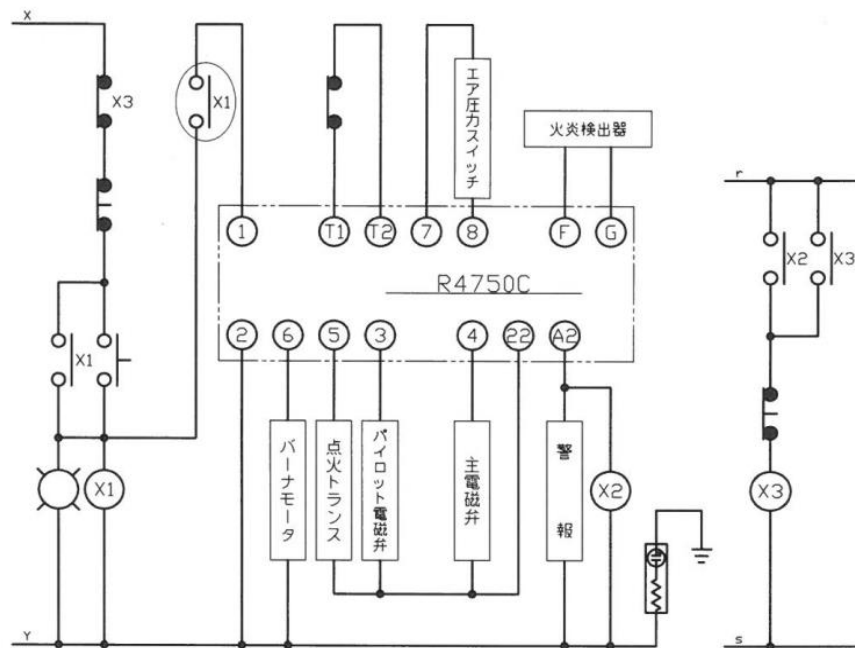 X
X3
X1
X1
エア圧力スイッチ
火炎検出器
r
X2
X3
1
T1
T2
7
8
F
G
R4750C
2
6
5
3
4
22
A2
バーナモータ
点火トランス
パイロット電磁弁
主電磁弁
警報
X1
X2
X3
Y
s